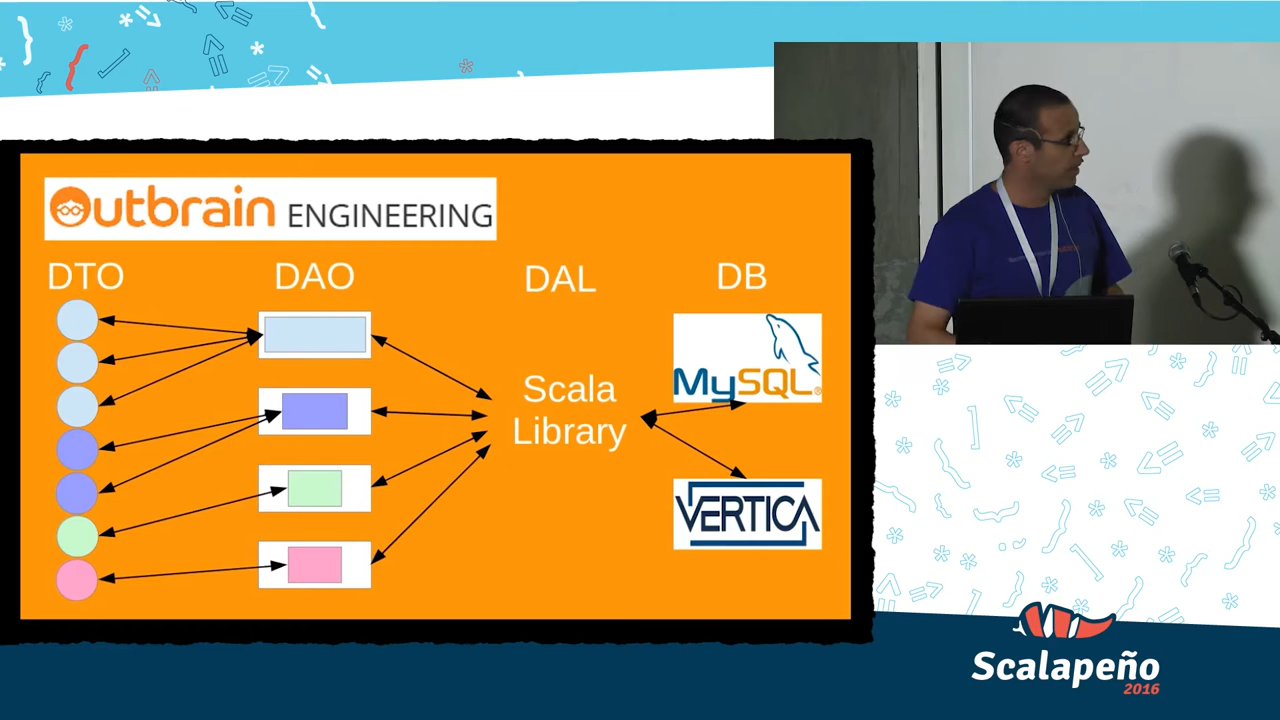 Outbrain ENGINEERING
DTO DAO DAL DB
MySQL®
Scala
Library
VERTICA
Scalapeño
2016